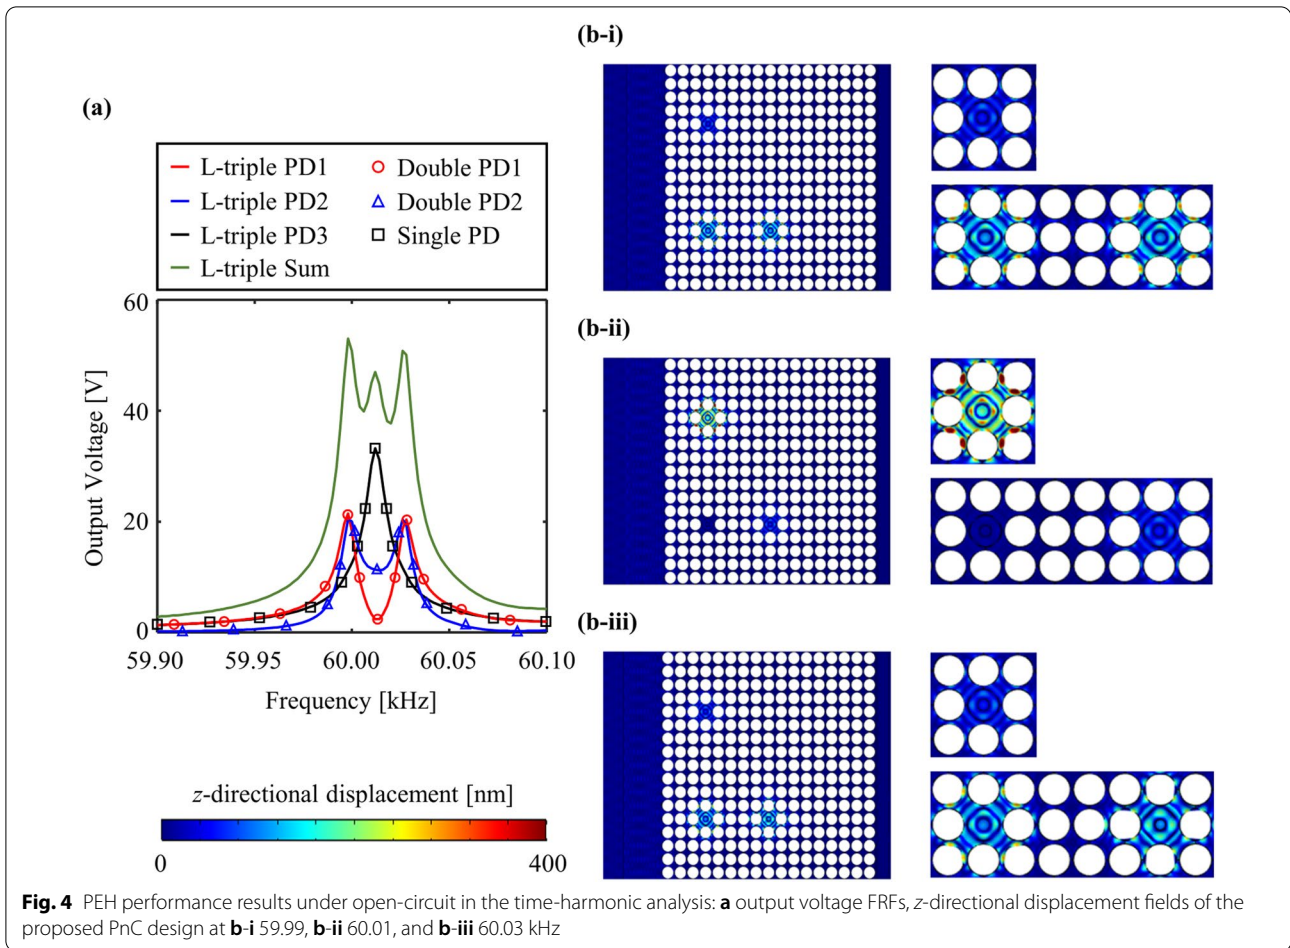 (a)
L-triple PD1
L-triple PD2
L-triple PD3
L-triple Sum
Double PD1
Double PD2
Single PD
Output Voltage [V]
60
40
20
0
59.90 59.95 60.00 60.05 60.10
Frequency [kHz]
z-directional displacement [nm]
0 400
(b-i)
(b-ii)
(b-iii)
Fig. 4 PEH performance results under open-circuit in the time-harmonic analysis: a output voltage FRFs, z-directional displacement fields of the
proposed PnC design at b-i 59.99, b-ii 60.01, and b-iii 60.03 kHz